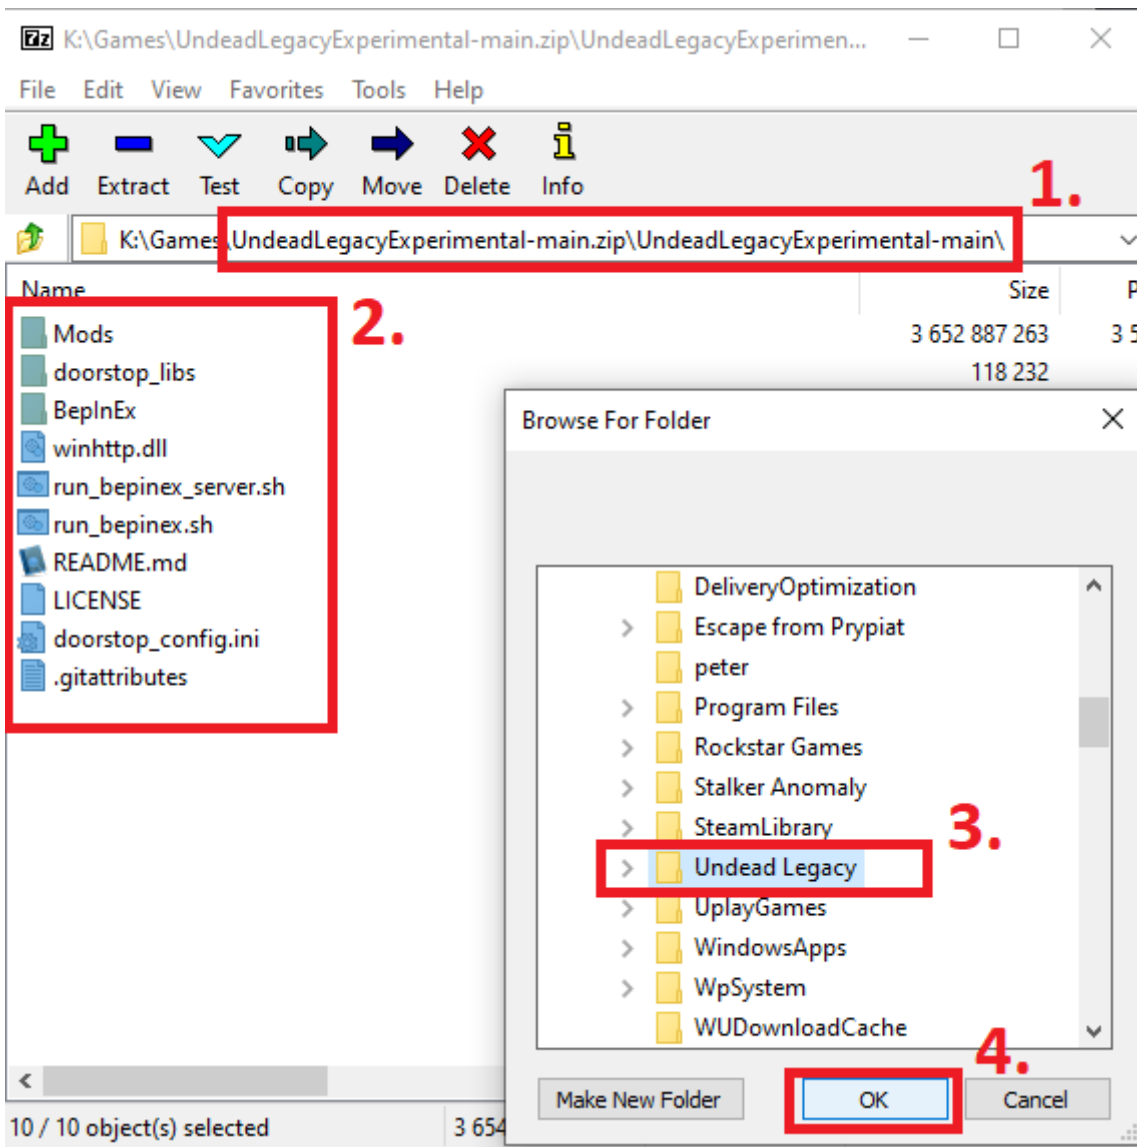 7z K:\Games\UndeadLegacyExperimental-main.zip\UndeadLegacyExperimen...
File Edit View Favorites Tools Help
Add Extract Test Copy Move Delete Info
1.
K:\Games\UndeadLegacyExperimental-main.zip\UndeadLegacyExperimental-main\
Name Size P
2.
Mods 3 652 887 263 3 5
doorstop_libs 118 232
BepInEx
winhttp.dll
run_bepinex_server.sh
run_bepinex.sh
README.md
LICENSE
doorstop_config.ini
.gitattributes
Browse For Folder
DeliveryOptimization
Escape from Prypiat
peter
Program Files
Rockstar Games
Stalker Anomaly
SteamLibrary
3.
Undead Legacy
UplayGames
WindowsApps
WpSystem
WUDownloadCache
4.
Make New Folder OK Cancel
10 / 10 object(s) selected 3 654